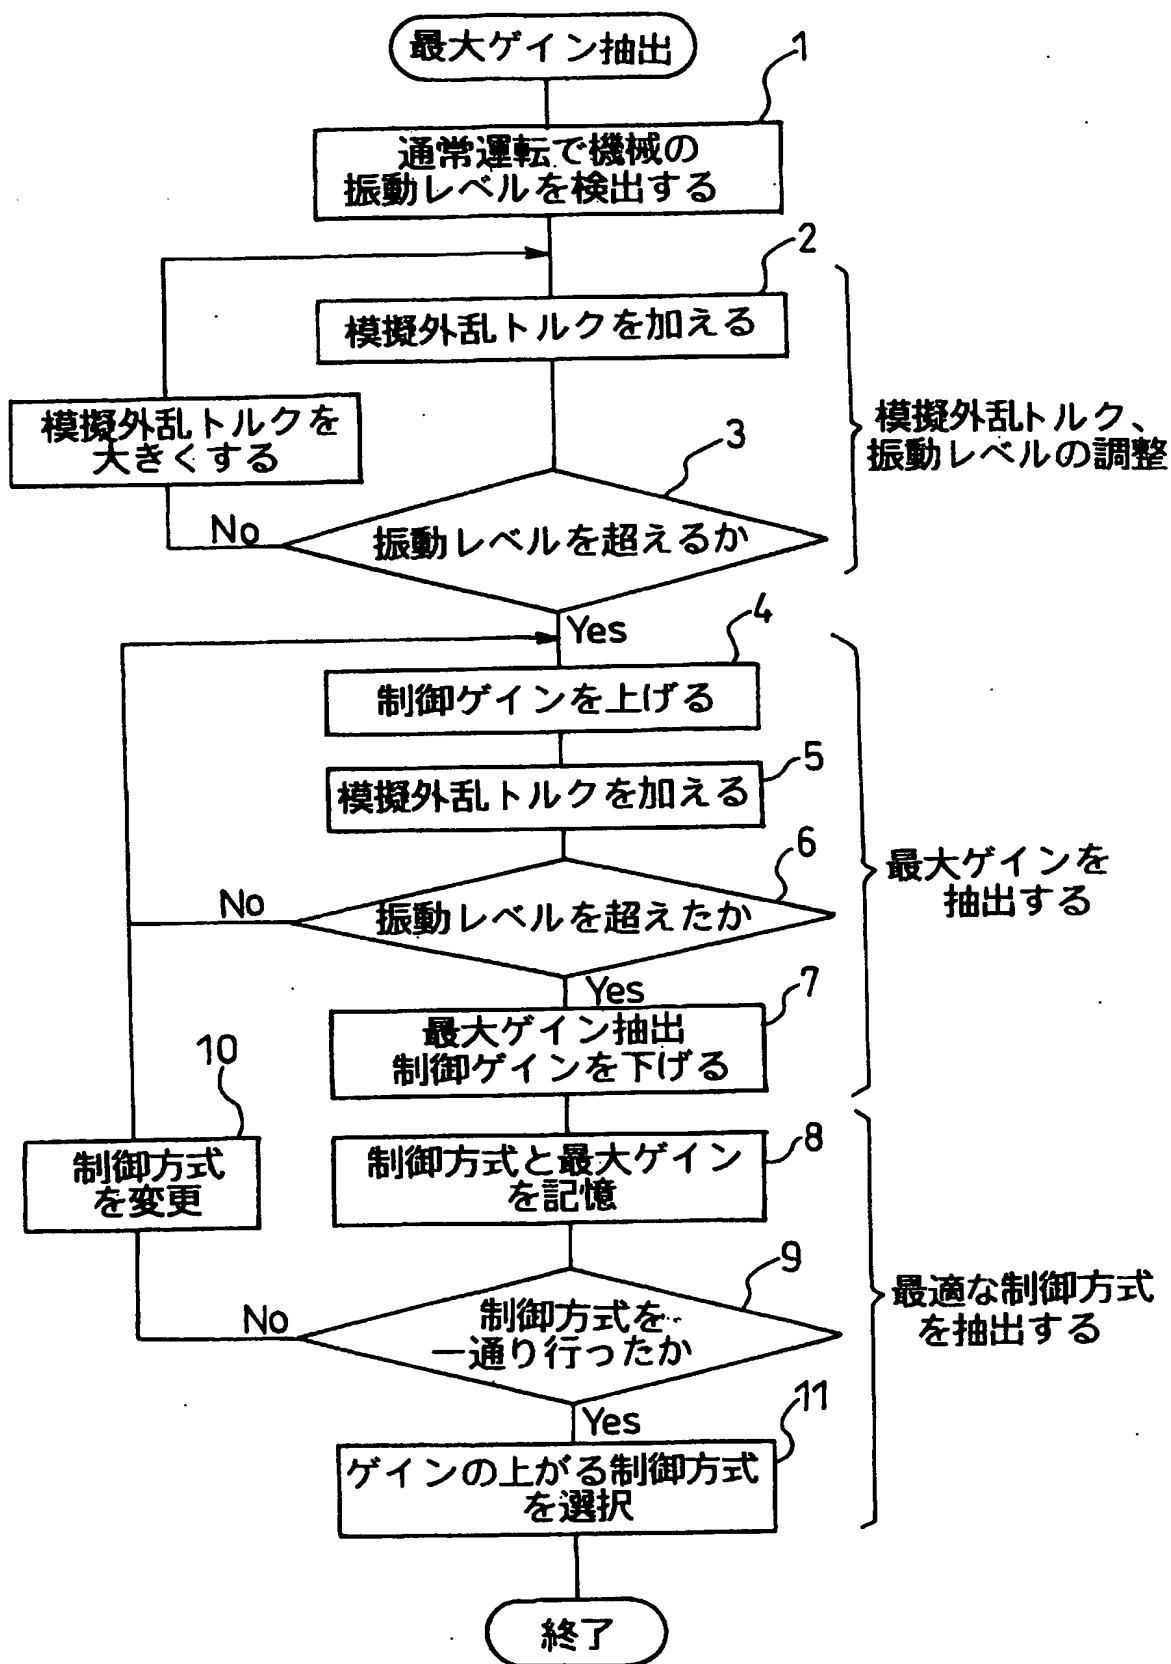 最大ゲイン抽出
1
通常運転で機械の
振動レベルを検出する
2
模擬外乱トルクを加える
模擬外乱トルクを
大きくする
模擬外乱トルク、
振動レベルの調整
3
振動レベルを超えるか
No
Yes
4
制御ゲインを上げる
5
模擬外乱トルクを加える
6
振動レベルを超えたか
No
最大ゲインを
抽出する
Yes
7
最大ゲイン抽出
制御ゲインを下げる
10
制御方式
を変更
8
制御方式と最大ゲイン
を記憶
9
制御方式を
一通り行ったか
No
最適な制御方式
を抽出する
Yes
11
ゲインの上がる制御方式
を選択
終了